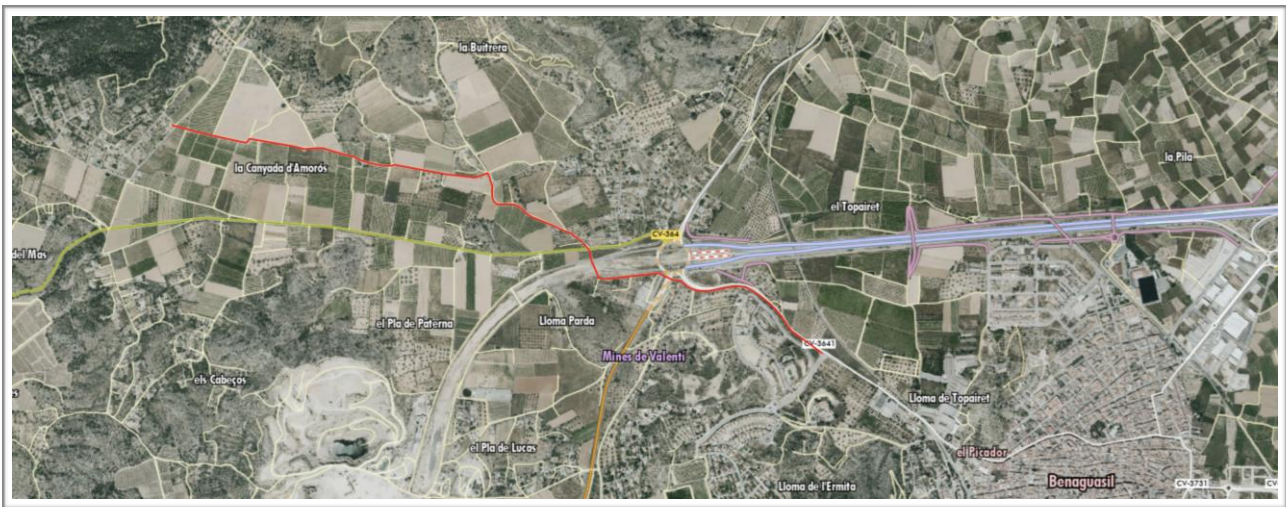 la Buitrera
la Pila
la Canyada d'Amorós
el Topairet
CV-364
del Mas
el Pla de Paterna
Lloma Parda
CV-3641
Mines de Valentí
els Cabeços
Lloma de Topairet
el Pla de Lucas
el Picador
Benaguasil
Lloma de l'Ermita
CV-3731
CV-